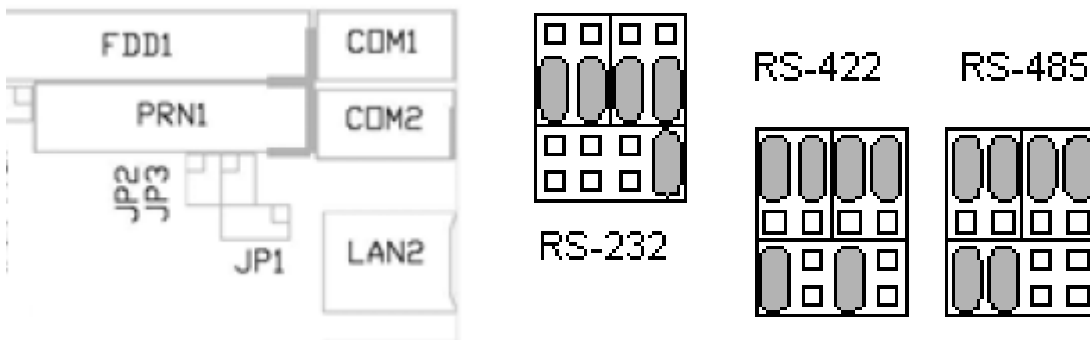 FDD1
COM1
PRN1
COM2
JP2
JP3
JP1
LAN2
RS-232
RS-422
RS-485